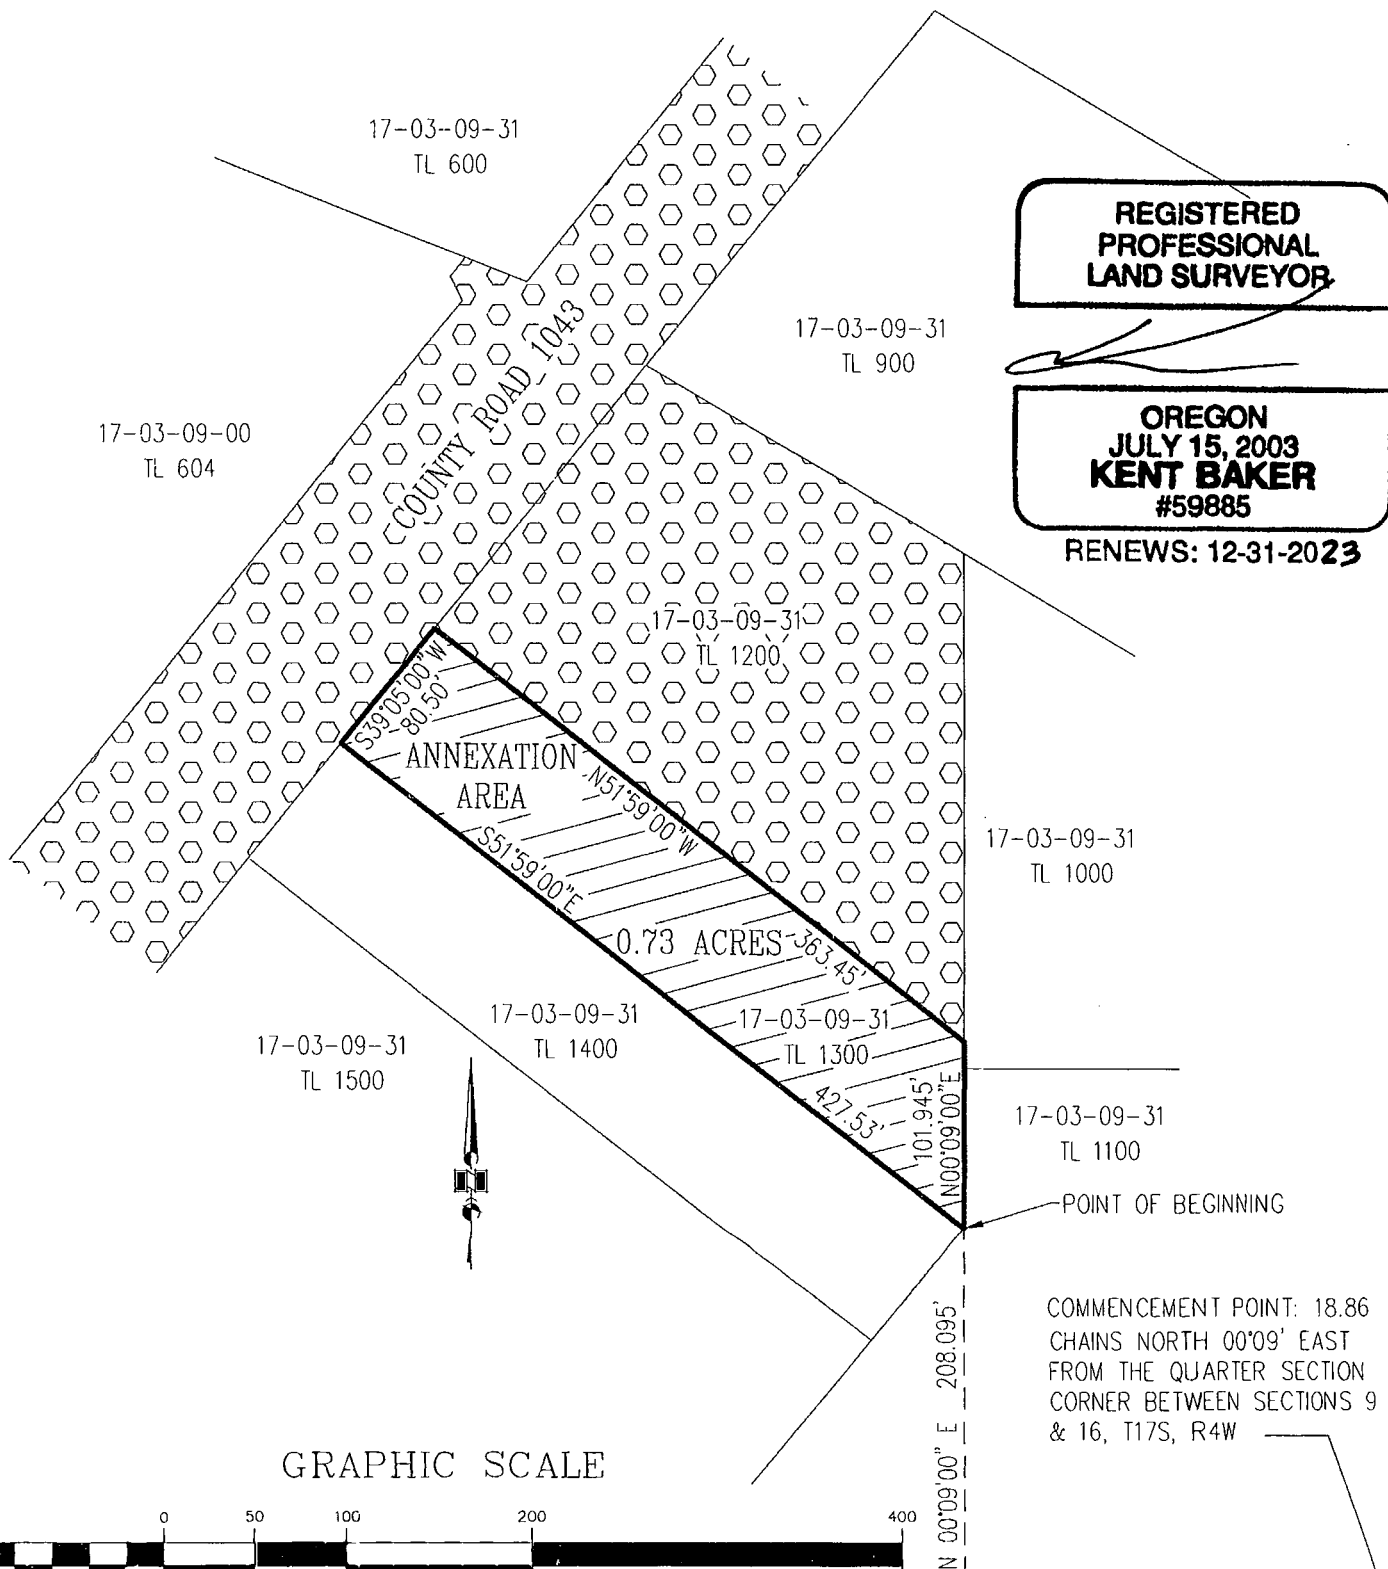 17-03-09-31
TL 600
REGISTERED
PROFESSIONAL
LAND SURVEYOR
17-03-09-31
TL 900
COUNTY ROAD 1043
OREGON
JULY 15, 2003
KENT BAKER
#59885
RENEWS: 12-31-2023
17-03-09-00
TL 604
17-03-09-31
TL 1200
S39°05'00"W
80.50'
ANNEXATION
AREA
N51°59'00"W
363.45'
S51°59'00"E
427.53'
0.73 ACRES
17-03-09-31
TL 1000
17-03-09-31
TL 1300
17-03-09-31
TL 1400
17-03-09-31
TL 1500
101.945'
N00°09'00"E
17-03-09-31
TL 1100
POINT OF BEGINNING
N 00°09'00" E 208.095'
COMMENCEMENT POINT: 18.86
CHAINS NORTH 00°09' EAST
FROM THE QUARTER SECTION
CORNER BETWEEN SECTIONS 9
& 16, T17S, R4W
GRAPHIC SCALE
0 50 100 200 400